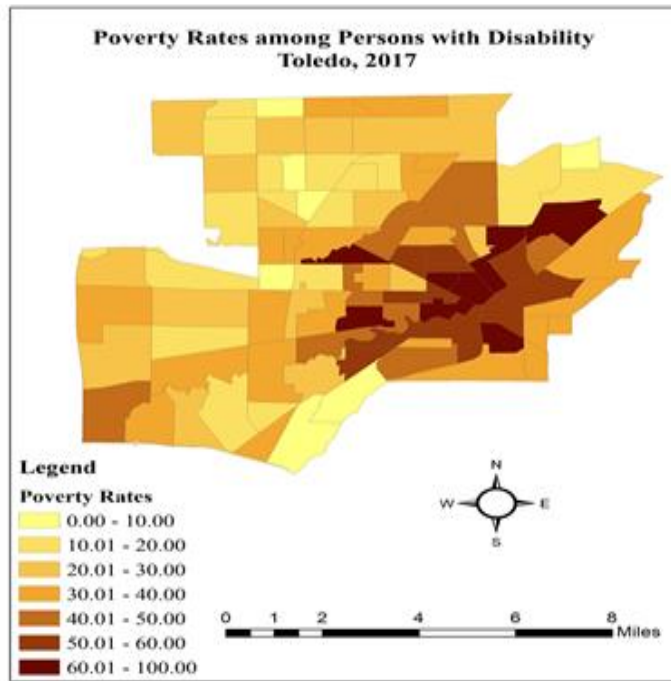 Poverty Rates among Persons with Disability
Toledo, 2017
Legend
Poverty Rates
0.00 - 10.00
10.01 - 20.00
20.01 - 30.00
30.01 - 40.00
40.01 - 50.00
50.01 - 60.00
60.01 - 100.00
N
W E
S
0 2 4 6 8
Miles